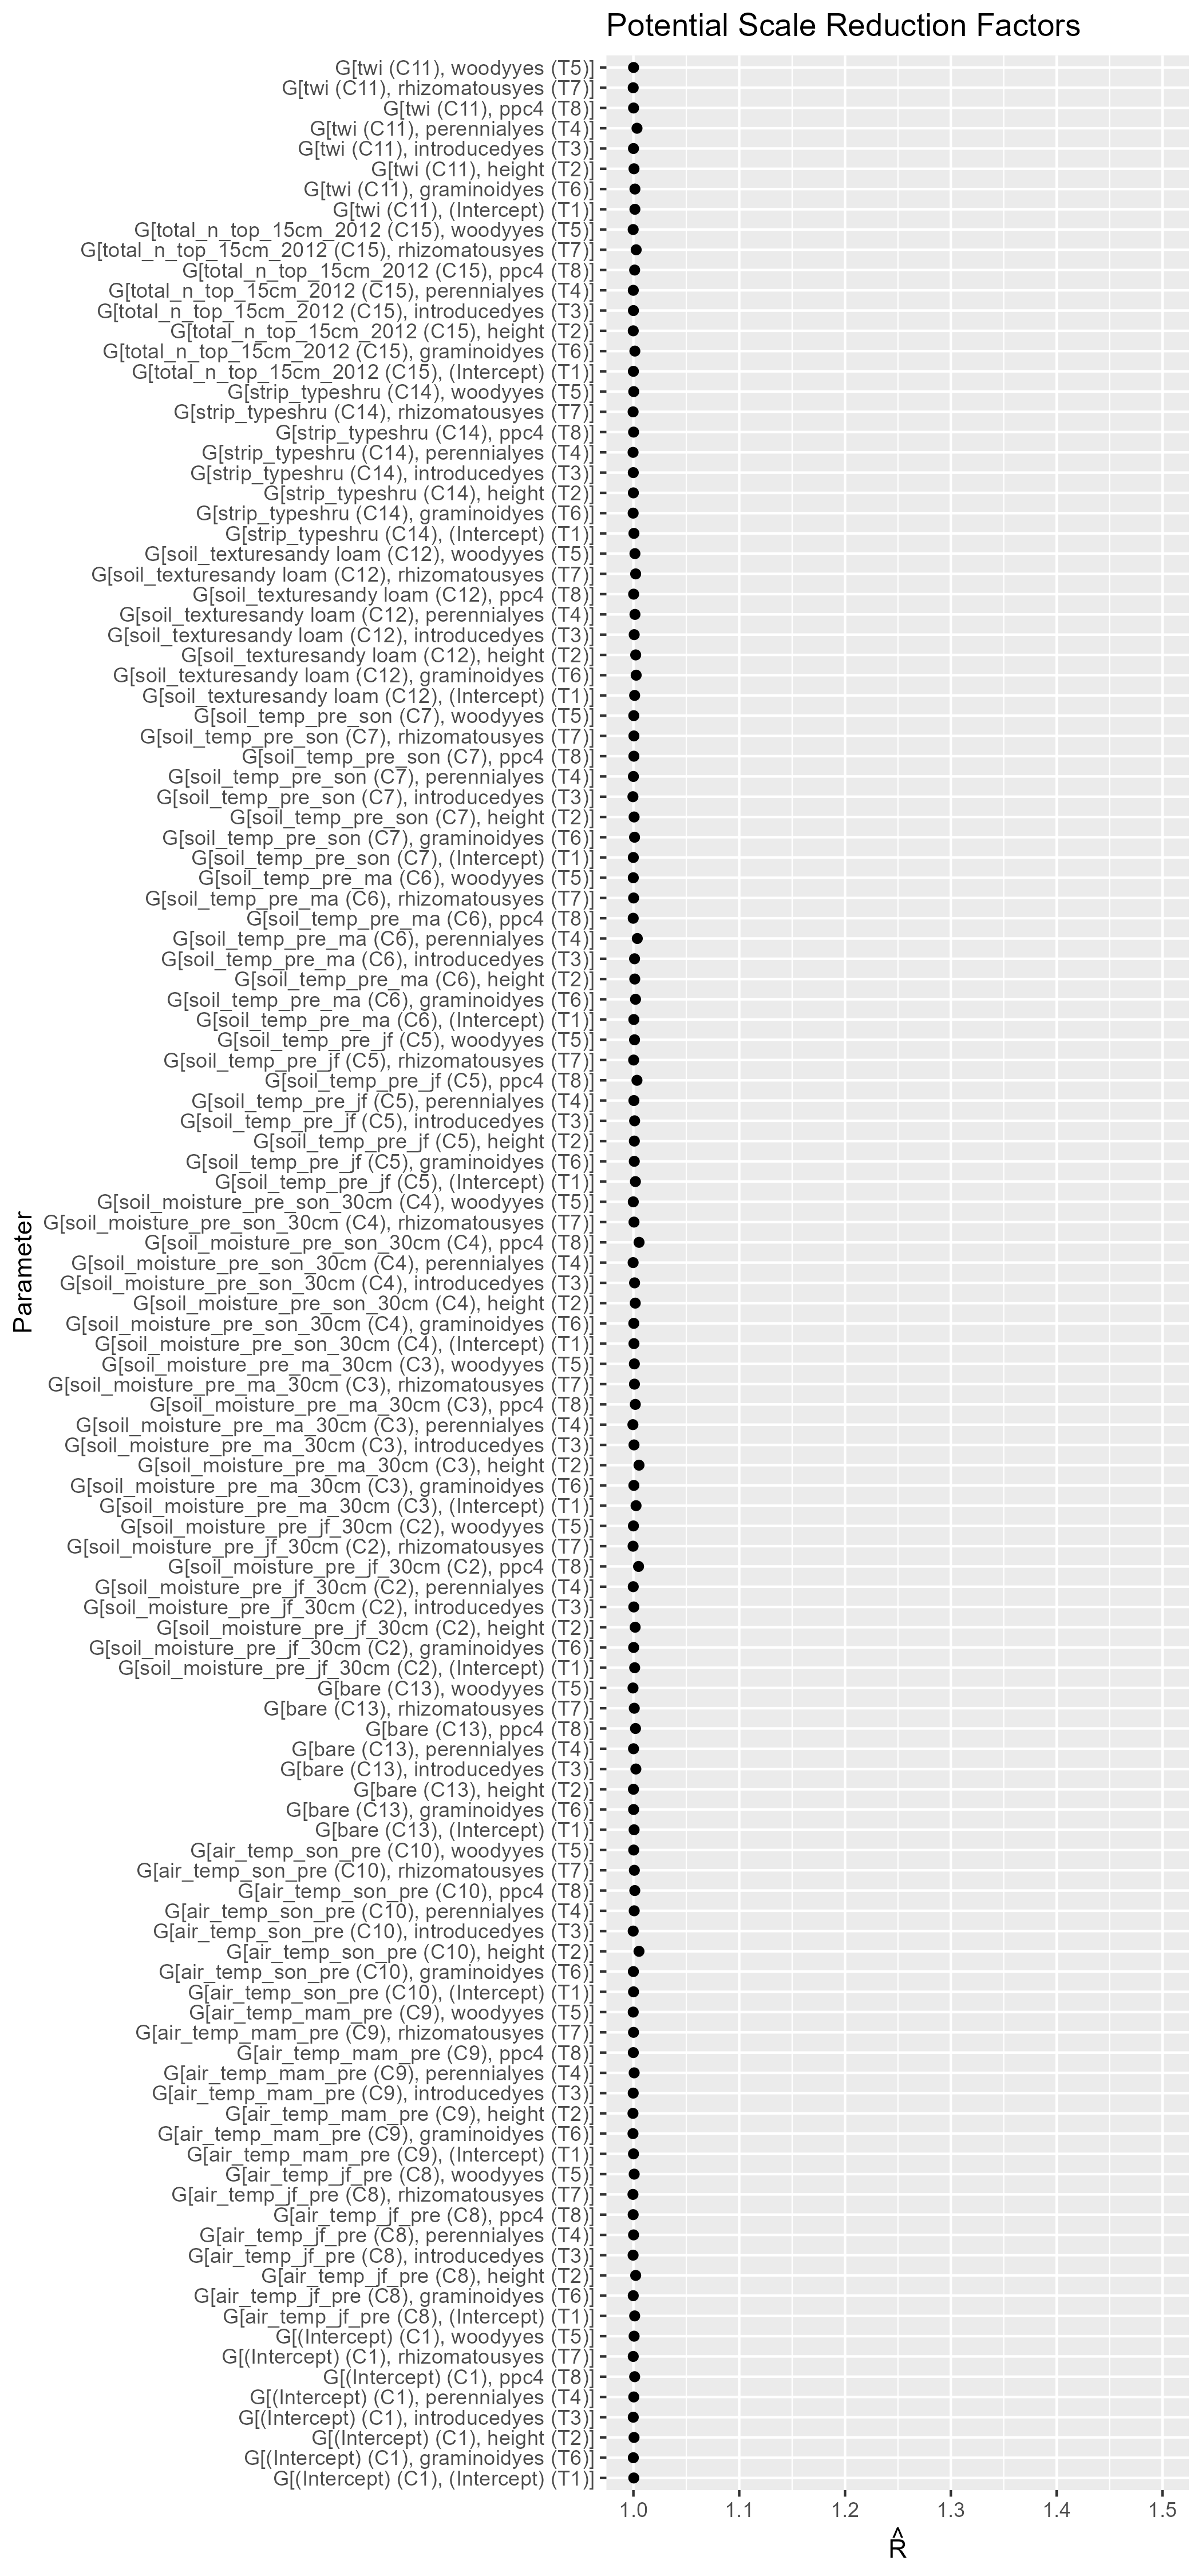 Potential Scale Reduction Factors
G[twi (C11), woodyyes (T5)]
G[twi (C11), rhizomatousyes (T7)]
G[twi (C11), ppc4 (T8)]
G[twi (C11), perennialyes (T4)]
G[twi (C11), introducedyes (T3)]
G[twi (C11), height (T2)]
G[twi (C11), graminoidyes (T6)]
G[twi (C11), (Intercept) (T1)]
G[total_n_top_15cm_2012 (C15), woodyyes (T5)]
G[total_n_top_15cm_2012 (C15), rhizomatousyes (T7)]
G[total_n_top_15cm_2012 (C15), ppc4 (T8)]
G[total_n_top_15cm_2012 (C15), perennialyes (T4)]
G[total_n_top_15cm_2012 (C15), introducedyes (T3)]
G[total_n_top_15cm_2012 (C15), height (T2)]
G[total_n_top_15cm_2012 (C15), graminoidyes (T6)]
G[total_n_top_15cm_2012 (C15), (Intercept) (T1)]
G[strip_typeshru (C14), woodyyes (T5)]
G[strip_typeshru (C14), rhizomatousyes (T7)]
G[strip_typeshru (C14), ppc4 (T8)]
G[strip_typeshru (C14), perennialyes (T4)]
G[strip_typeshru (C14), introducedyes (T3)]
G[strip_typeshru (C14), height (T2)]
G[strip_typeshru (C14), graminoidyes (T6)]
G[strip_typeshru (C14), (Intercept) (T1)]
G[soil_texturesandy loam (C12), woodyyes (T5)]
G[soil_texturesandy loam (C12), rhizomatousyes (T7)]
G[soil_texturesandy loam (C12), ppc4 (T8)]
G[soil_texturesandy loam (C12), perennialyes (T4)]
G[soil_texturesandy loam (C12), introducedyes (T3)]
G[soil_texturesandy loam (C12), height (T2)]
G[soil_texturesandy loam (C12), graminoidyes (T6)]
G[soil_texturesandy loam (C12), (Intercept) (T1)]
G[soil_temp_pre_son (C7), woodyyes (T5)]
G[soil_temp_pre_son (C7), rhizomatousyes (T7)]
G[soil_temp_pre_son (C7), ppc4 (T8)]
G[soil_temp_pre_son (C7), perennialyes (T4)]
G[soil_temp_pre_son (C7), introducedyes (T3)]
G[soil_temp_pre_son (C7), height (T2)]
G[soil_temp_pre_son (C7), graminoidyes (T6)]
G[soil_temp_pre_son (C7), (Intercept) (T1)]
G[soil_temp_pre_ma (C6), woodyyes (T5)]
G[soil_temp_pre_ma (C6), rhizomatousyes (T7)]
G[soil_temp_pre_ma (C6), ppc4 (T8)]
G[soil_temp_pre_ma (C6), perennialyes (T4)]
G[soil_temp_pre_ma (C6), introducedyes (T3)]
G[soil_temp_pre_ma (C6), height (T2)]
G[soil_temp_pre_ma (C6), graminoidyes (T6)]
G[soil_temp_pre_ma (C6), (Intercept) (T1)]
G[soil_temp_pre_jf (C5), woodyyes (T5)]
G[soil_temp_pre_jf (C5), rhizomatousyes (T7)]
G[soil_temp_pre_jf (C5), ppc4 (T8)]
G[soil_temp_pre_jf (C5), perennialyes (T4)]
G[soil_temp_pre_jf (C5), introducedyes (T3)]
G[soil_temp_pre_jf (C5), height (T2)]
G[soil_temp_pre_jf (C5), graminoidyes (T6)]
G[soil_temp_pre_jf (C5), (Intercept) (T1)]
G[soil_moisture_pre_son_30cm (C4), woodyyes (T5)]
G[soil_moisture_pre_son_30cm (C4), rhizomatousyes (T7)]
G[soil_moisture_pre_son_30cm (C4), ppc4 (T8)]
G[soil_moisture_pre_son_30cm (C4), perennialyes (T4)]
G[soil_moisture_pre_son_30cm (C4), introducedyes (T3)]
G[soil_moisture_pre_son_30cm (C4), height (T2)]
G[soil_moisture_pre_son_30cm (C4), graminoidyes (T6)]
G[soil_moisture_pre_son_30cm (C4), (Intercept) (T1)]
G[soil_moisture_pre_ma_30cm (C3), woodyyes (T5)]
G[soil_moisture_pre_ma_30cm (C3), rhizomatousyes (T7)]
G[soil_moisture_pre_ma_30cm (C3), ppc4 (T8)]
G[soil_moisture_pre_ma_30cm (C3), perennialyes (T4)]
G[soil_moisture_pre_ma_30cm (C3), introducedyes (T3)]
G[soil_moisture_pre_ma_30cm (C3), height (T2)]
G[soil_moisture_pre_ma_30cm (C3), graminoidyes (T6)]
G[soil_moisture_pre_ma_30cm (C3), (Intercept) (T1)]
G[soil_moisture_pre_jf_30cm (C2), woodyyes (T5)]
G[soil_moisture_pre_jf_30cm (C2), rhizomatousyes (T7)]
G[soil_moisture_pre_jf_30cm (C2), ppc4 (T8)]
G[soil_moisture_pre_jf_30cm (C2), perennialyes (T4)]
G[soil_moisture_pre_jf_30cm (C2), introducedyes (T3)]
G[soil_moisture_pre_jf_30cm (C2), height (T2)]
G[soil_moisture_pre_jf_30cm (C2), graminoidyes (T6)]
G[soil_moisture_pre_jf_30cm (C2), (Intercept) (T1)]
G[bare (C13), woodyyes (T5)]
G[bare (C13), rhizomatousyes (T7)]
G[bare (C13), ppc4 (T8)]
G[bare (C13), perennialyes (T4)]
G[bare (C13), introducedyes (T3)]
G[bare (C13), height (T2)]
G[bare (C13), graminoidyes (T6)]
G[bare (C13), (Intercept) (T1)]
G[air_temp_son_pre (C10), woodyyes (T5)]
G[air_temp_son_pre (C10), rhizomatousyes (T7)]
G[air_temp_son_pre (C10), ppc4 (T8)]
G[air_temp_son_pre (C10), perennialyes (T4)]
G[air_temp_son_pre (C10), introducedyes (T3)]
G[air_temp_son_pre (C10), height (T2)]
G[air_temp_son_pre (C10), graminoidyes (T6)]
G[air_temp_son_pre (C10), (Intercept) (T1)]
G[air_temp_mam_pre (C9), woodyyes (T5)]
G[air_temp_mam_pre (C9), rhizomatousyes (T7)]
G[air_temp_mam_pre (C9), ppc4 (T8)]
G[air_temp_mam_pre (C9), perennialyes (T4)]
G[air_temp_mam_pre (C9), introducedyes (T3)]
G[air_temp_mam_pre (C9), height (T2)]
G[air_temp_mam_pre (C9), graminoidyes (T6)]
G[air_temp_mam_pre (C9), (Intercept) (T1)]
G[air_temp_jf_pre (C8), woodyyes (T5)]
G[air_temp_jf_pre (C8), rhizomatousyes (T7)]
G[air_temp_jf_pre (C8), ppc4 (T8)]
G[air_temp_jf_pre (C8), perennialyes (T4)]
G[air_temp_jf_pre (C8), introducedyes (T3)]
G[air_temp_jf_pre (C8), height (T2)]
G[air_temp_jf_pre (C8), graminoidyes (T6)]
G[air_temp_jf_pre (C8), (Intercept) (T1)]
G[(Intercept) (C1), woodyyes (T5)]
G[(Intercept) (C1), rhizomatousyes (T7)]
G[(Intercept) (C1), ppc4 (T8)]
G[(Intercept) (C1), perennialyes (T4)]
G[(Intercept) (C1), introducedyes (T3)]
G[(Intercept) (C1), height (T2)]
G[(Intercept) (C1), graminoidyes (T6)]
G[(Intercept) (C1), (Intercept) (T1)]
Parameter
1.0 1.1 1.2 1.3 1.4 1.5
R̂